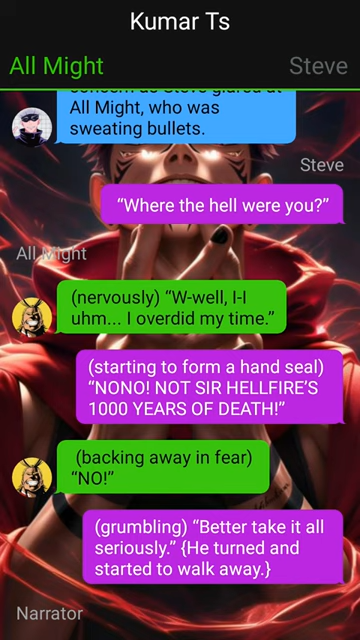 Kumar Ts
All Might
Steve
concern as Steve glared at
All Might, who was
sweating bullets.
Steve
“Where the hell were you?”
All Might
(nervously) “W-well, I-I
uhm... I overdid my time.”
(starting to form a hand seal)
“NONO! NOT SIR HELLFIRE’S
1000 YEARS OF DEATH!”
(backing away in fear)
“NO!”
(grumbling) “Better take it all
seriously.” {He turned and
started to walk away.}
Narrator